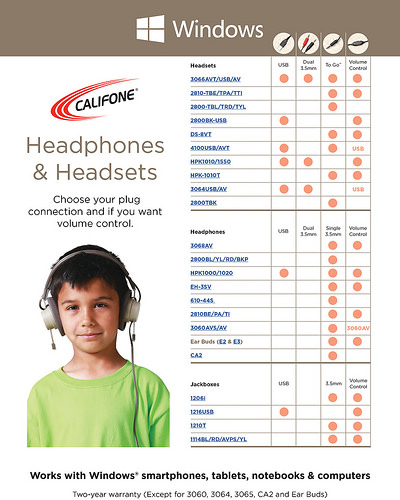 Windows
CALIFONE®
Headphones
& Headsets
Choose your plug
connection and if you want
volume control.
Headsets USB Dual 3.5mm To Go® Volume Control
3066AVT/USB/AV
2810-TBE/TPA/TTI
2800-TBL/TRD/TYL
2800BK-USB
DS-8VT
4100USB/AVT USB
HPK1010/1550
HPK-1010T
3064USB/AV USB
2800TBK
Headphones USB Dual 3.5mm Single 3.5mm Volume Control
3068AV
2800BL/YL/RD/BKP
HPK1000/1020
EH-3SV
610-44S
2810BE/PA/TI
3060AVS/AV 3060AV
Ear Buds (E2 & E3)
CA2
Jackboxes USB 3.5mm Volume Control
1206I
1216USB
1210T
1114BL/RD/AVPS/YL
Works with Windows® smartphones, tablets, notebooks & computers
Two-year warranty (Except for 3060, 3064, 3065, CA2 and Ear Buds)